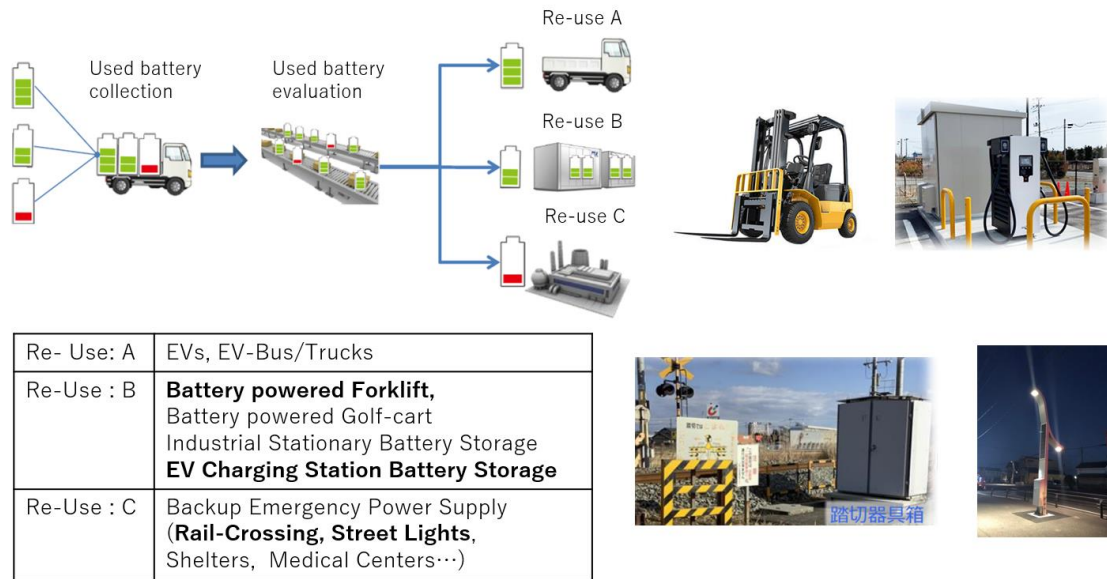 Re-use A
Used battery
collection
Used battery
evaluation
Re-use B
Re-use C
Re- Use: A
EVs, EV-Bus/Trucks
Re-Use : B
Battery powered Forklift,
Battery powered Golf-cart
Industrial Stationary Battery Storage
EV Charging Station Battery Storage
Re-Use : C
Backup Emergency Power Supply
(Rail-Crossing, Street Lights,
Shelters,  Medical Centers⋯)
踏切器具箱